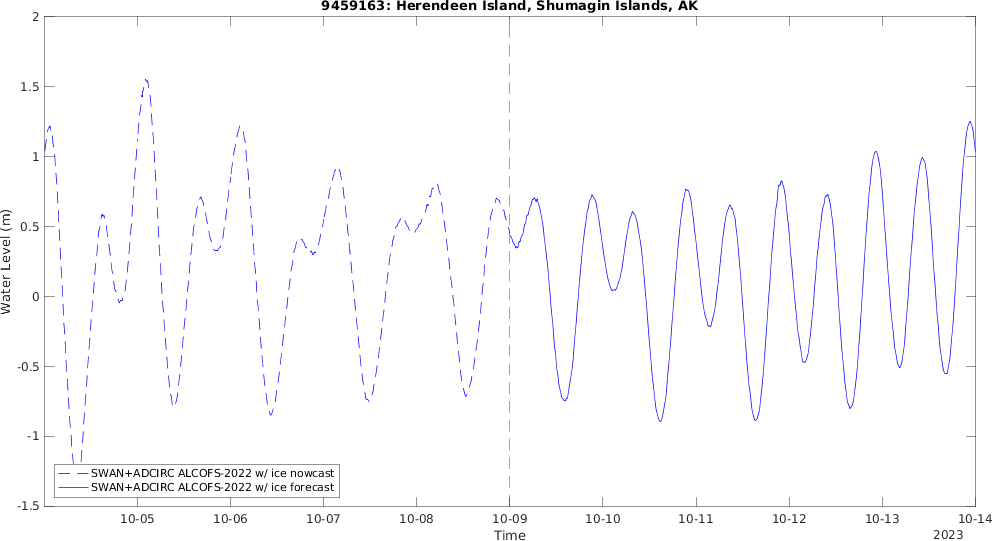 9459163: Herendeen Island, Shumagin Islands, AK
2
1.5
1
0.5
0
-0.5
-1
-1.5
Water Level (m)
SWAN+ADCIRC ALCOFS-2022 w/ ice nowcast
SWAN+ADCIRC ALCOFS-2022 w/ ice forecast
10-05 10-06 10-07 10-08 10-09 10-10 10-11 10-12 10-13 10-14
Time
2023